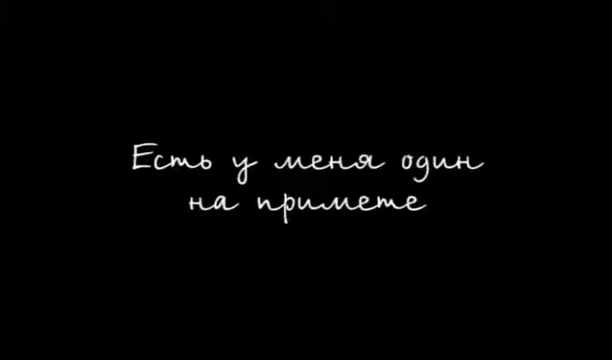 Есть у меня один
на примете